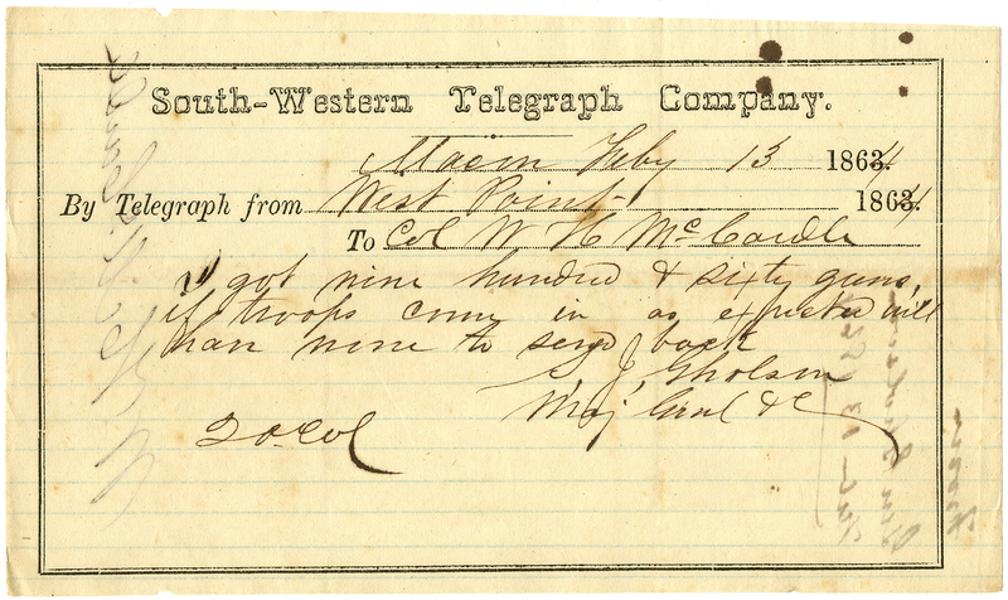 South-Western Telegraph Company.
Macon Feby 13 1864
By Telegraph from West Point 1864
To Col W H McCardle
I got nine hundred & sixty guns,
if troops come in as expected will
have none to send back
S. J. Gholson
Maj Genl &c
20 Col